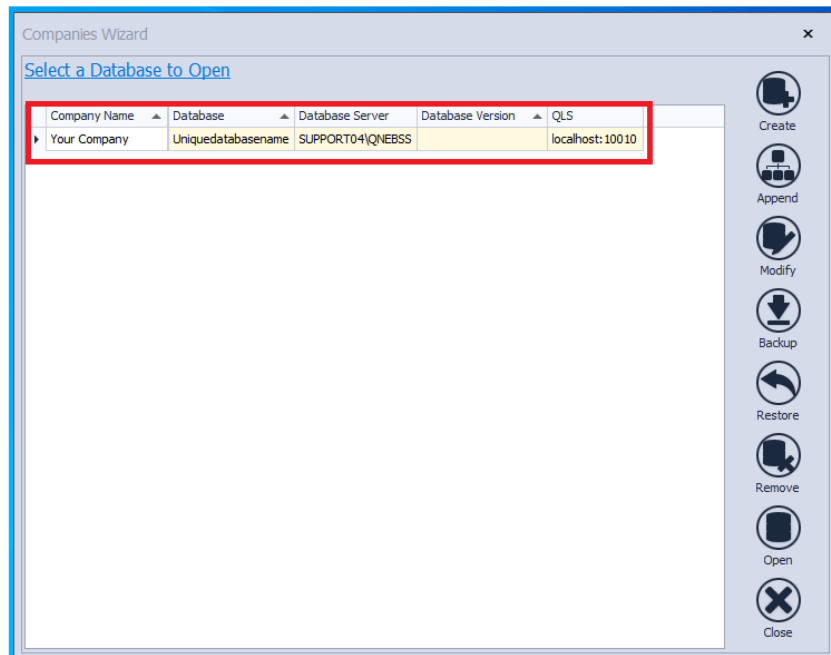 Companies Wizard
Select a Database to Open
Company Name Database Database Server Database Version QLS
Your Company Uniquedatabasename SUPPORT04\QNEBSS localhost:10010
Create
Append
Modify
Backup
Restore
Remove
Open
Close